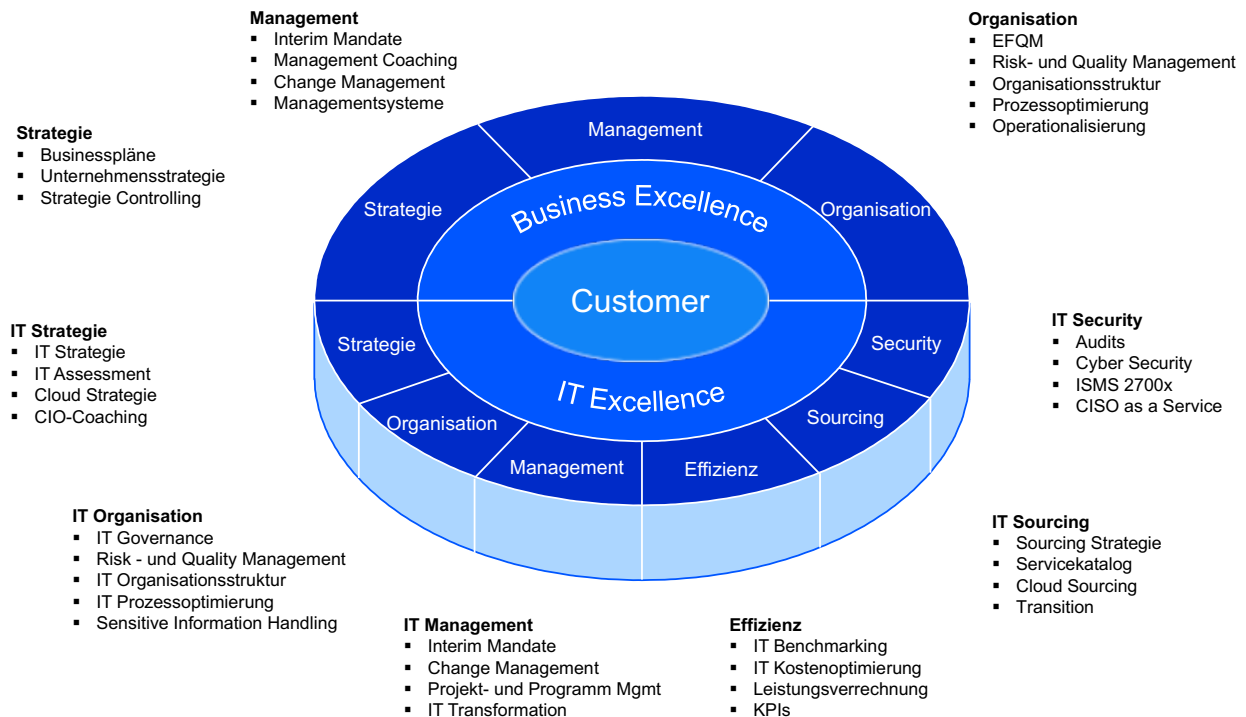 Management
▪ Interim Mandate
▪ Management Coaching
▪ Change Management
▪ Managementsysteme
Organisation
▪ EFQM
▪ Risk- und Quality Management
▪ Organisationsstruktur
▪ Prozessoptimierung
▪ Operationalisierung
Strategie
▪ Businesspläne
▪ Unternehmensstrategie
▪ Strategie Controlling
Management
Strategie
Organisation
Business Excellence
Customer
IT Excellence
Strategie
Security
Organisation
Sourcing
Management
Effizienz
IT Strategie
▪ IT Strategie
▪ IT Assessment
▪ Cloud Strategie
▪ CIO-Coaching
IT Security
▪ Audits
▪ Cyber Security
▪ ISMS 2700x
▪ CISO as a Service
IT Organisation
▪ IT Governance
▪ Risk - und Quality Management
▪ IT Organisationsstruktur
▪ IT Prozessoptimierung
▪ Sensitive Information Handling
IT Sourcing
▪ Sourcing Strategie
▪ Servicekatalog
▪ Cloud Sourcing
▪ Transition
IT Management
▪ Interim Mandate
▪ Change Management
▪ Projekt- und Programm Mgmt
▪ IT Transformation
Effizienz
▪ IT Benchmarking
▪ IT Kostenoptimierung
▪ Leistungsverrechnung
▪ KPIs